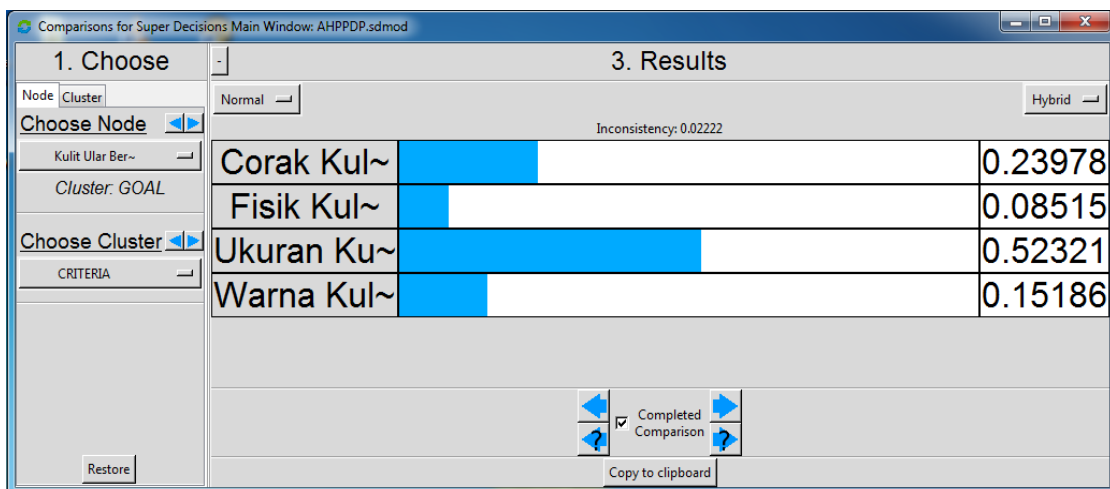 Comparisons for Super Decisions Main Window: AHPPDP.sdmod
1. Choose
Node Cluster
Choose Node
Kulit Ular Ber~
Cluster: GOAL
Choose Cluster
CRITERIA
Restore
- 3. Results
Normal Hybrid
Inconsistency: 0.02222
Corak Kul~ 0.23978
Fisik Kul~ 0.08515
Ukuran Ku~ 0.52321
Warna Kul~ 0.15186
Completed
Comparison
? ?
Copy to clipboard